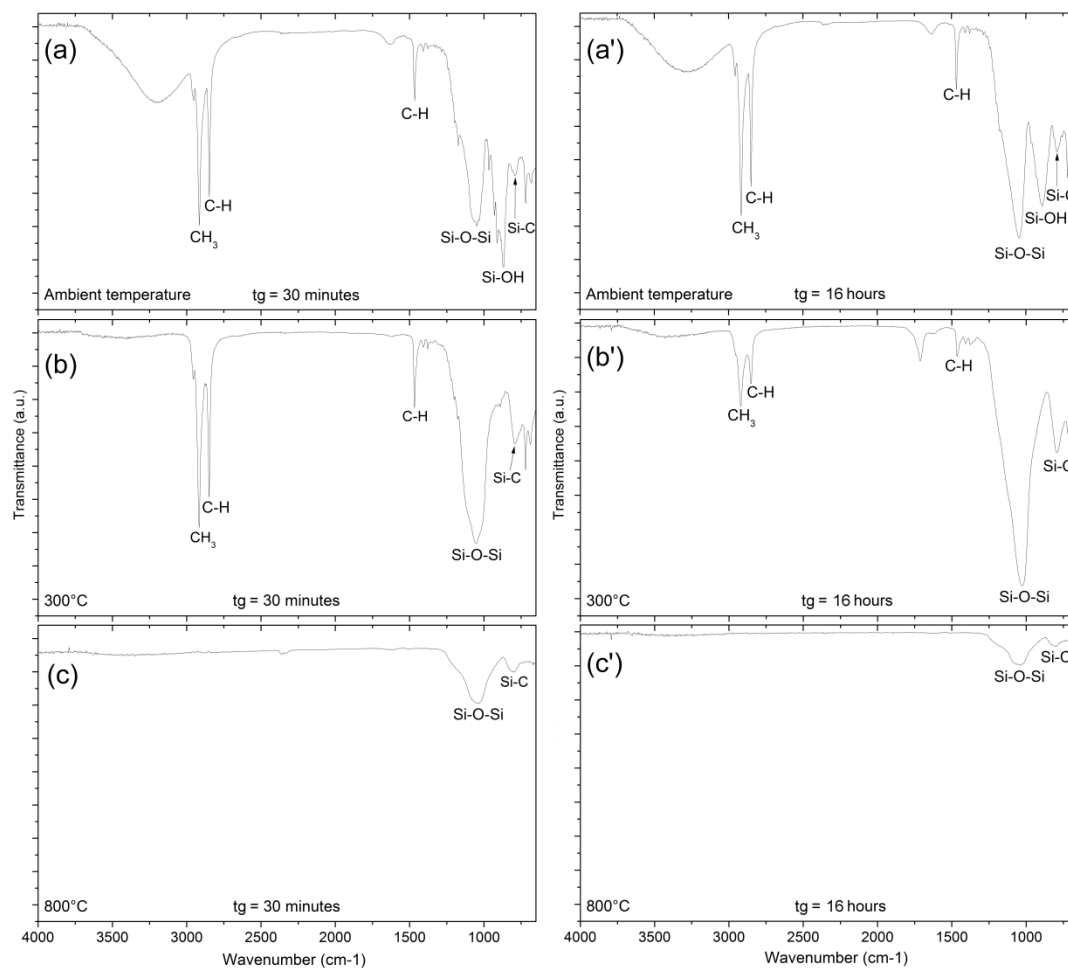 (a)
C-H
C-H
CH3
Si-O-Si
Si-C
Si-OH
Ambient temperature tg = 30 minutes
(a')
C-H
C-H
CH3
Si-C
Si-OH
Si-O-Si
Ambient temperature tg = 16 hours
Transmittance (a.u.)
(b)
C-H
C-H
CH3
Si-C
Si-O-Si
300°C tg = 30 minutes
Transmittance (a.u.)
(b')
C-H
C-H
CH3
Si-C
Si-O-Si
300°C tg = 16 hours
(c)
Si-C
Si-O-Si
800°C tg = 30 minutes
4000 3500 3000 2500 2000 1500 1000
Wavenumber (cm-1)
(c')
Si-C
Si-O-Si
800°C tg = 16 hours
4000 3500 3000 2500 2000 1500 1000
Wavenumber (cm-1)